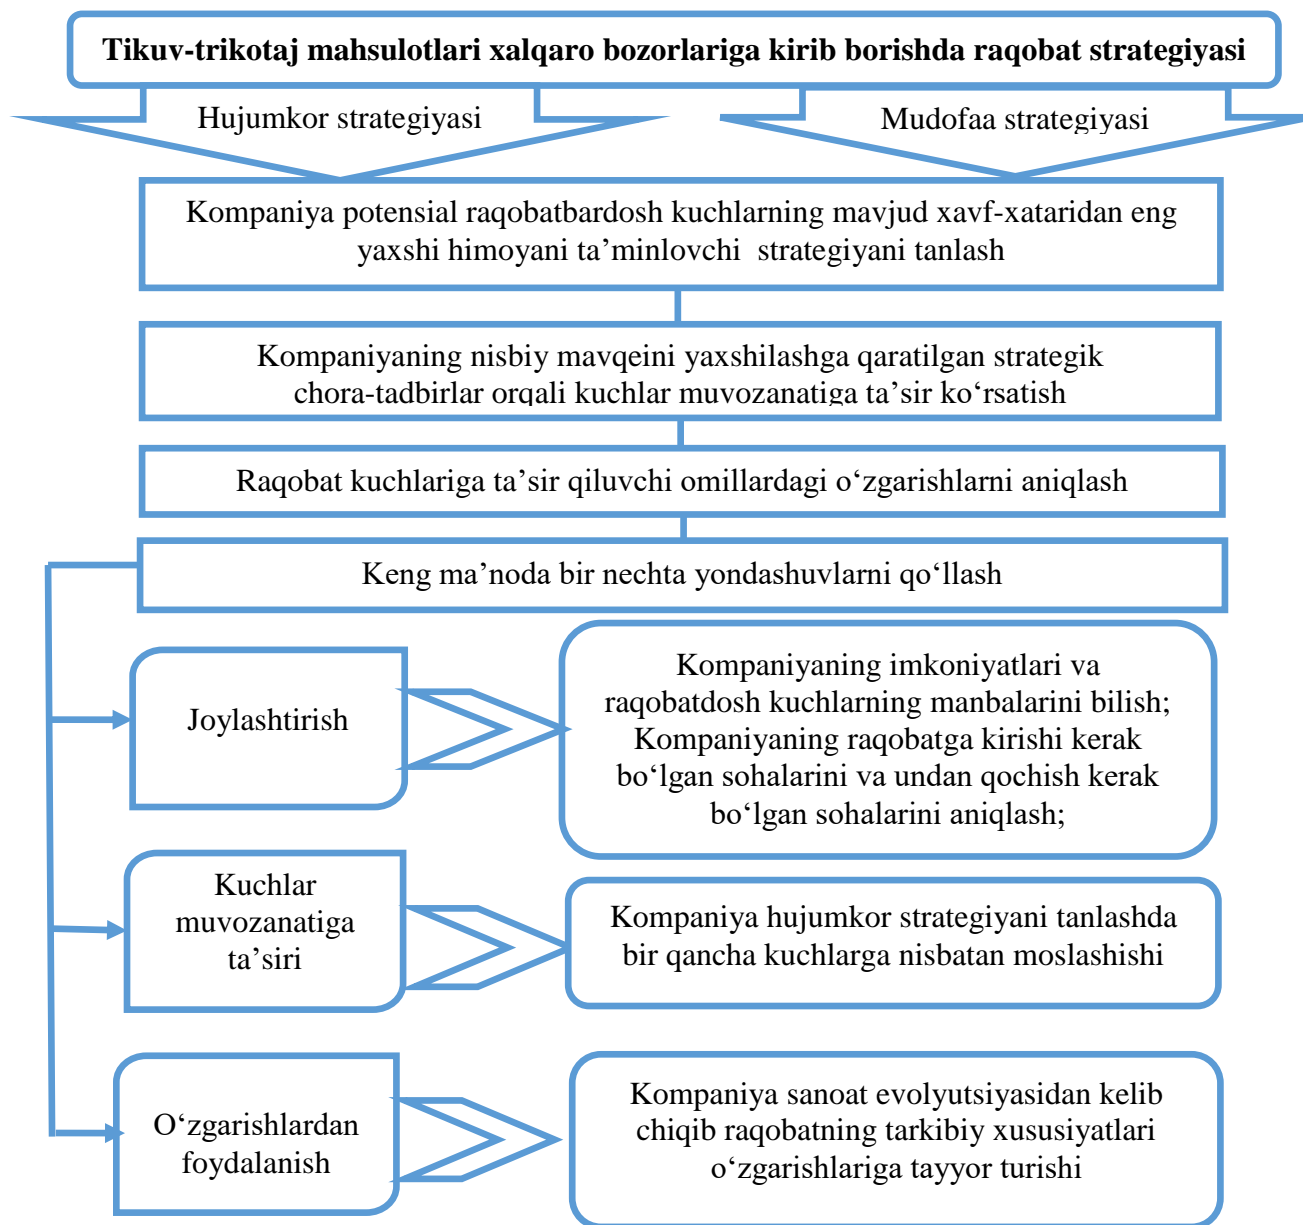 Tikuv-trikotaj mahsulotlari xalqaro bozorlariga kirib borishda raqobat strategiyasi
Hujumkor strategiyasi
Mudofaa strategiyasi
Kompaniya potensial raqobatbardosh kuchlarning mavjud xavf-xataridan eng
yaxshi himoyani ta’minlovchi strategiyani tanlash
Kompaniyaning nisbiy mavqeini yaxshilashga qaratilgan strategik
chora-tadbirlar orqali kuchlar muvozanatiga ta’sir ko‘rsatish
Raqobat kuchlariga ta’sir qiluvchi omillardagi o‘zgarishlarni aniqlash
Keng ma’noda bir nechta yondashuvlarni qo‘llash
Joylashtirish
Kompaniyaning imkoniyatlari va
raqobatdosh kuchlarning manbalarini bilish;
Kompaniyaning raqobatga kirishi kerak
bo‘lgan sohalarini va undan qochish kerak
bo‘lgan sohalarini aniqlash;
Kuchlar
muvozanatiga
ta’siri
Kompaniya hujumkor strategiyani tanlashda
bir qancha kuchlarga nisbatan moslashishi
O‘zgarishlardan
foydalanish
Kompaniya sanoat evolyutsiyasidan kelib
chiqib raqobatning tarkibiy xususiyatlari
o‘zgarishlariga tayyor turishi